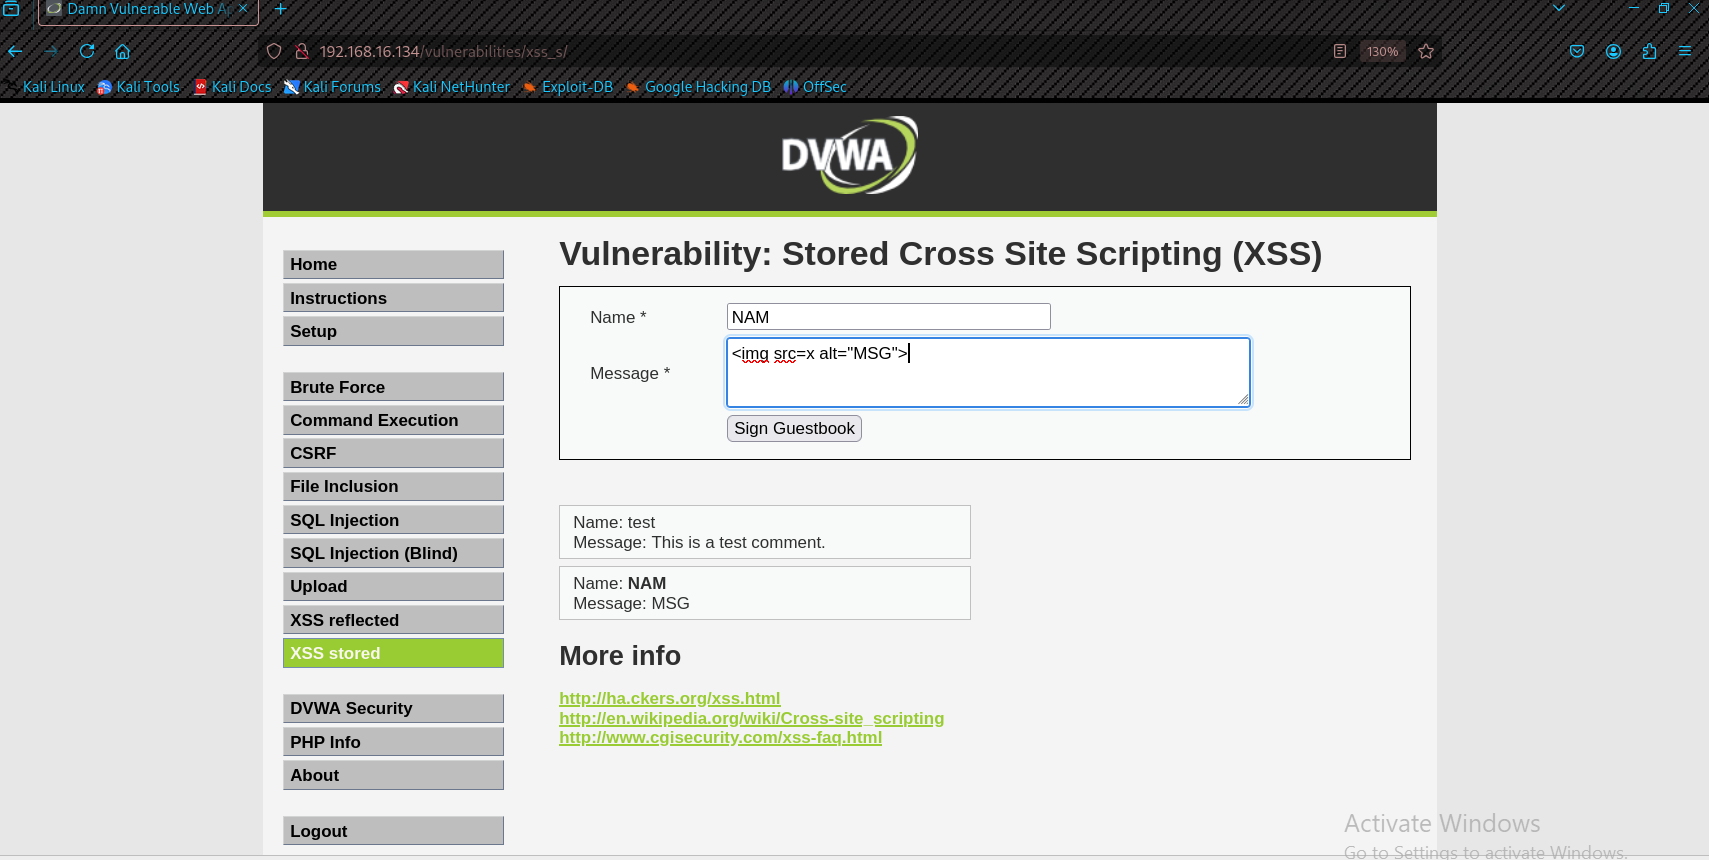 Damn Vulnerable Web Ap
192.168.16.134/vulnerabilities/xss_s/
130%
Kali Linux Kali Tools Kali Docs Kali Forums Kali NetHunter Exploit-DB Google Hacking DB OffSec
DVWA
Vulnerability: Stored Cross Site Scripting (XSS)
Home
Instructions
Setup
Brute Force
Command Execution
CSRF
File Inclusion
SQL Injection
SQL Injection (Blind)
Upload
XSS reflected
XSS stored
DVWA Security
PHP Info
About
Logout
Name * NAM
Message * <img src=x alt="MSG">
Sign Guestbook
Name: test
Message: This is a test comment.
Name: NAM
Message: MSG
More info
http://ha.ckers.org/xss.html
http://en.wikipedia.org/wiki/Cross-site_scripting
http://www.cgisecurity.com/xss-faq.html
Activate Windows
Go to Settings to activate Windows.